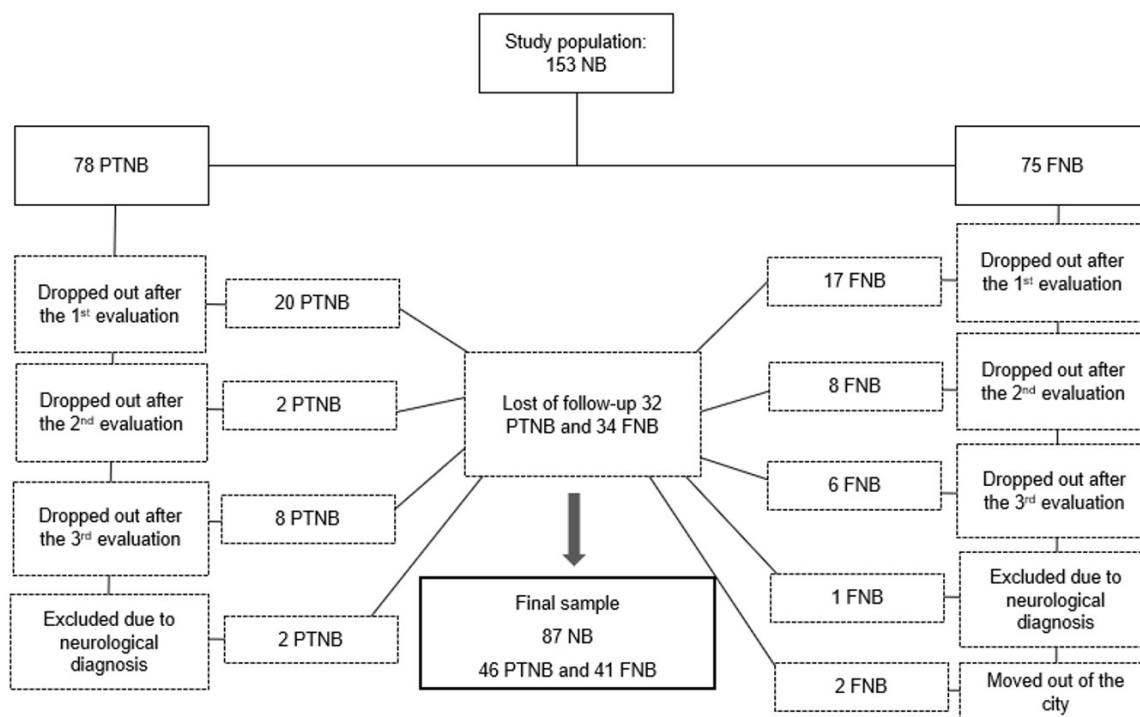 Study population:
153 NB
78 PTNB
75 FNB
Dropped out after
the 1st evaluation
20 PTNB
17 FNB
Dropped out after
the 1st evaluation
Dropped out after
the 2nd evaluation
2 PTNB
Lost of follow-up 32
PTNB and 34 FNB
8 FNB
Dropped out after
the 2nd evaluation
Dropped out after
the 3rd evaluation
8 PTNB
6 FNB
Dropped out after
the 3rd evaluation
Excluded due to
neurological
diagnosis
2 PTNB
Final sample
87 NB
46 PTNB and 41 FNB
1 FNB
Excluded due to
neurological
diagnosis
2 FNB
Moved out of the
city